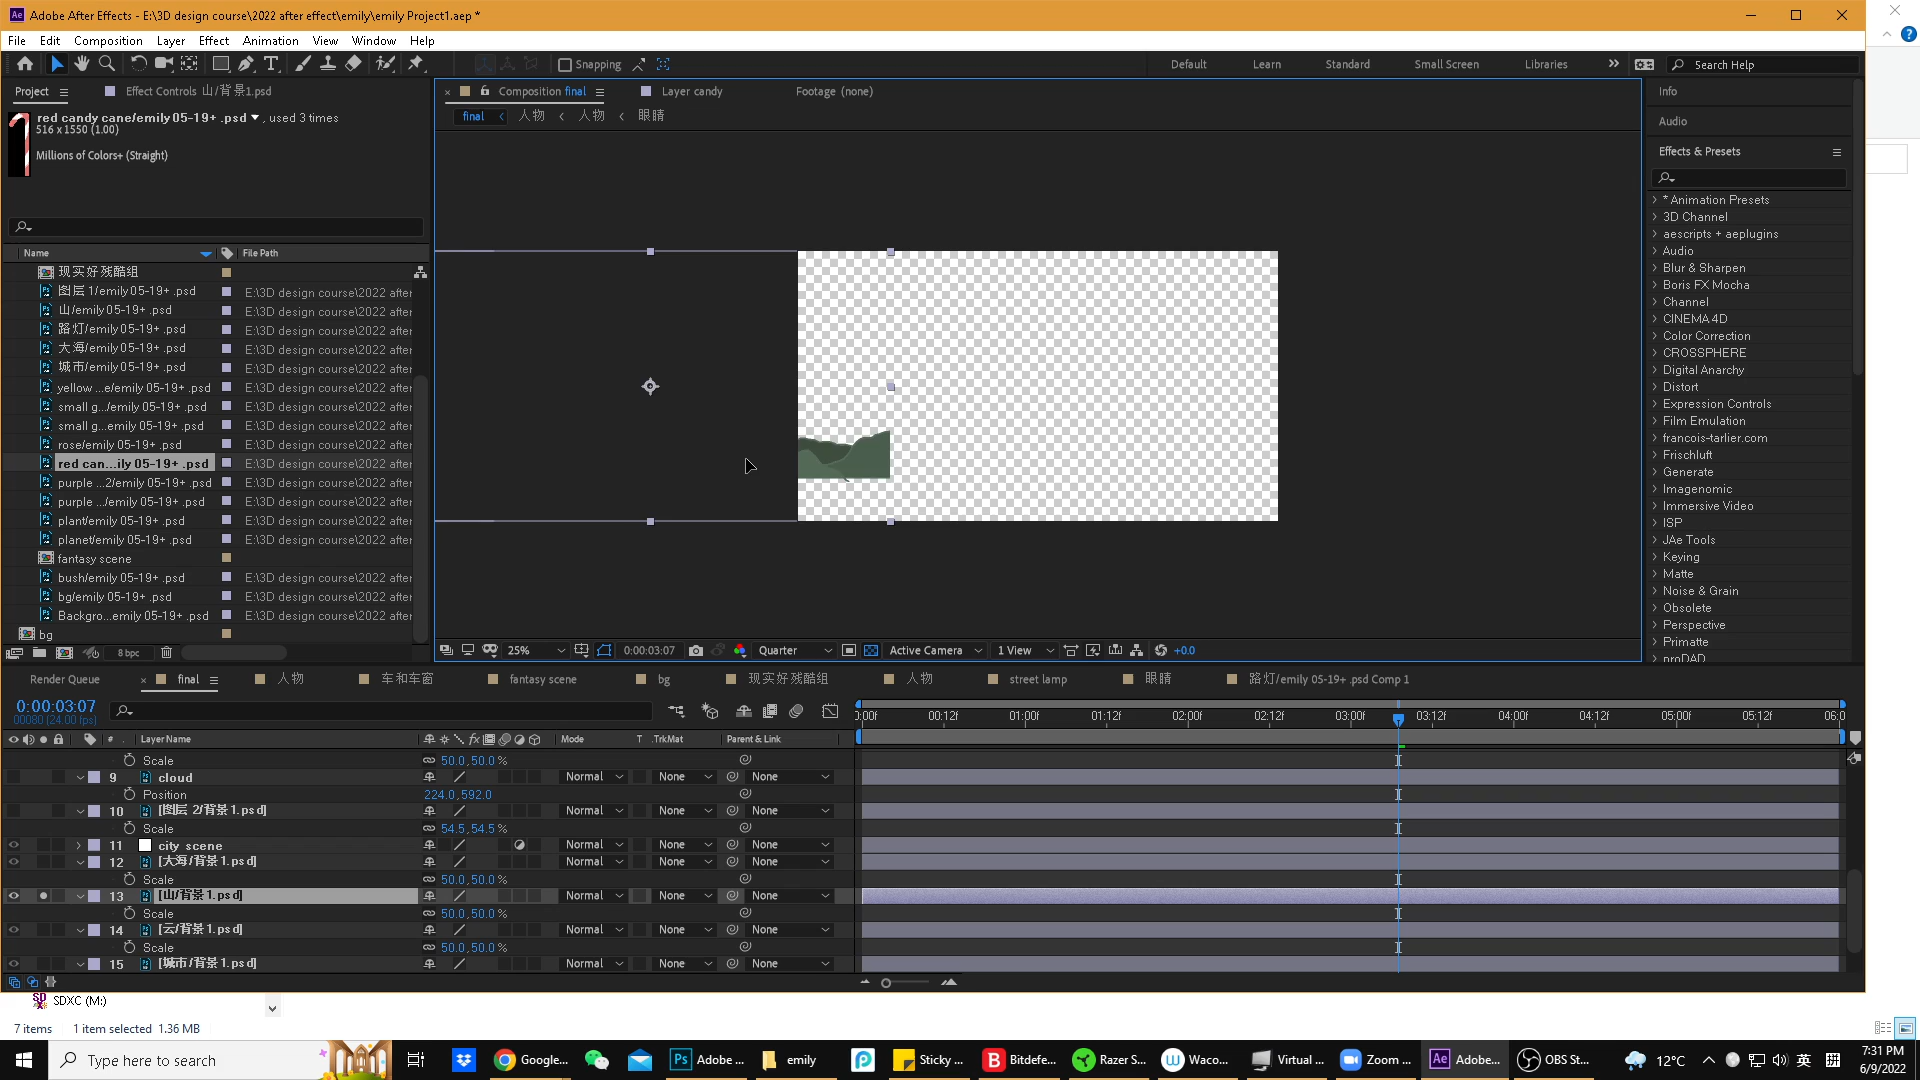 Adobe After Effects - E:\3D design course\2022 after effect\emily\emily Project1.aep *
File Edit Composition Layer Effect Animation View Window Help
Snapping
Default Learn Standard Small Screen Libraries
Search Help
Project
Effect Controls 山/背景1.psd
Composition final
Layer candy
Footage (none)
Info
red candy cane/emily 05-19+ .psd ▼ , used 3 times
516 x 1550 (1.00)
Millions of Colors+ (Straight)
final 人物 眼睛
final ‹ 人物 ‹ 人物 ‹ 眼睛
Audio
Effects & Presets
Name File Path
现实好残酷组
图层 1/emily 05-19+ .psd E:\3D design course\2022 after
山/emily 05-19+ .psd E:\3D design course\2022 after
路灯/emily 05-19+ .psd E:\3D design course\2022 after
大海/emily 05-19+ .psd E:\3D design course\2022 after
城市/emily 05-19+ .psd E:\3D design course\2022 after
yellow ...e/emily 05-19+ .psd E:\3D design course\2022 after
small g.../emily 05-19+ .psd E:\3D design course\2022 after
small g...emily 05-19+ .psd E:\3D design course\2022 after
rose/emily 05-19+ .psd E:\3D design course\2022 after
red can...ily 05-19+ .psd E:\3D design course\2022 after
purple ...2/emily 05-19+ .psd E:\3D design course\2022 after
purple .../emily 05-19+ .psd E:\3D design course\2022 after
plant/emily 05-19+ .psd E:\3D design course\2022 after
planet/emily 05-19+ .psd E:\3D design course\2022 after
fantasy scene
bush/emily 05-19+ .psd E:\3D design course\2022 after
bg/emily 05-19+ .psd E:\3D design course\2022 after
Backgro...emily 05-19+ .psd E:\3D design course\2022 after
bg
8 bpc
* Animation Presets
3D Channel
aescripts + aeplugins
Audio
Blur & Sharpen
Boris FX Mocha
Channel
CINEMA 4D
Color Correction
CROSSPHERE
Digital Anarchy
Distort
Expression Controls
Film Emulation
francois-tarlier.com
Frischluft
Generate
Imagenomic
Immersive Video
ISP
JAe Tools
Keying
Matte
Noise & Grain
Obsolete
Perspective
Primatte
proDAD
25% 0:00:03:07 Quarter Active Camera 1 View +0.0
Render Queue final 人物 车和车窗 fantasy scene bg 现实好残酷组 人物 street lamp 眼睛 路灯/emily 05-19+ .psd Comp 1
0:00:03:07
00080 (24.00 fps)
):00f 00:12f 01:00f 01:12f 02:00f 02:12f 03:00f 03:12f 04:00f 04:12f 05:00f 05:12f 06:0
# Layer Name Mode T .TrkMat Parent & Link
Scale 50.0,50.0%
9 cloud Normal None None
Position 224.0,592.0
10 [图层 2/背景1.psd] Normal None None
Scale 54.5,54.5%
11 city scene Normal None None
12 [大海/背景1.psd] Normal None None
Scale 50.0,50.0%
13 [山/背景1.psd] Normal None None
Scale 50.0,50.0%
14 [云/背景1.psd] Normal None None
Scale 50.0,50.0%
15 [城市/背景1.psd] Normal None None
SDXC (M:)
7 items 1 item selected 1.36 MB
Type here to search
Google... Adobe ... emily Sticky ... Bitdefe... Razer S... Waco... Virtual ... Zoom ... Adobe... OBS St...
12°C 英
7:31 PM
6/9/2022